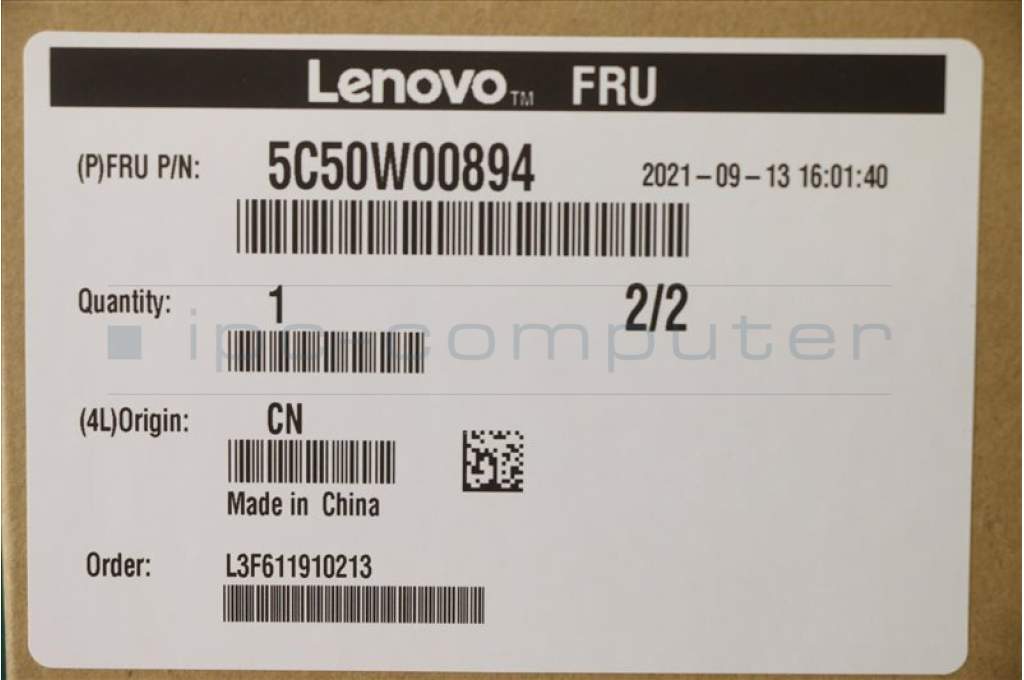 Lenovo™ FRU
(P)FRU P/N: 5C50W00894 2021-09-13 16:01:40
Quantity: 1 2/2
ipc-computer
(4L)Origin: CN
Made in China
Order: L3F611910213